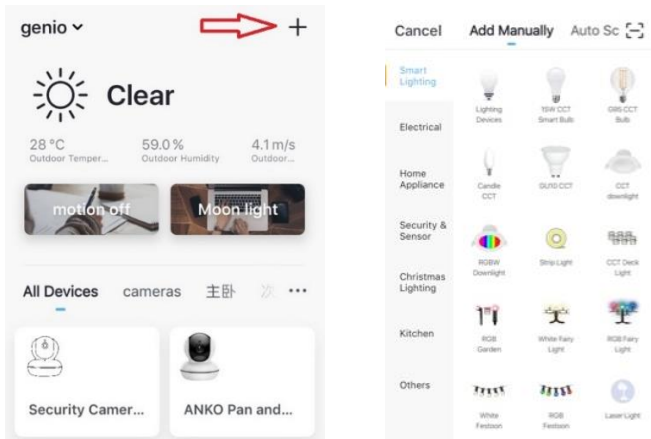 genio
Clear
28 °C
59.0 %
4.1 m/s
Outdoor Temper...
Outdoor Humidity
Outdoor...
motion off
Moon light
All Devices
cameras
主卧
次
Security Camer...
ANKO Pan and...
Cancel
Add Manually
Auto Sc
Smart
Lighting
Electrical
Home
Appliance
Security &
Sensor
Christmas
Lighting
Kitchen
Others
Lighting
Devices
15W CCT
Smart Bulb
G95 CCT
Bulb
Candle
CCT
GU10 CCT
CCT
downlight
RGBW
Downlight
Strip Light
CCT Deck
Light
RGB
Garden
White Fairy
Light
RGB Fairy
Light
White
Festoon
RGB
Festoon
Laser Light